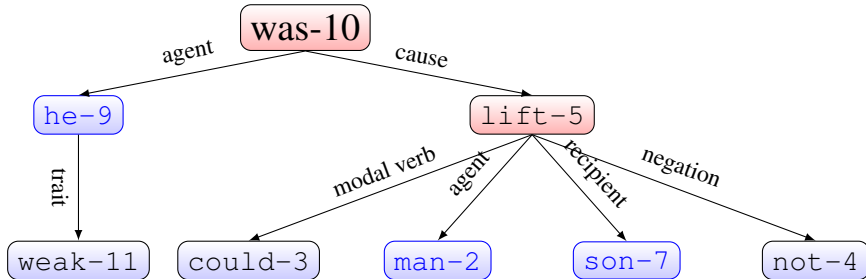 was-10
agent cause
he-9 lift-5
trait modal verb agent recipient negation
weak-11 could-3 man-2 son-7 not-4